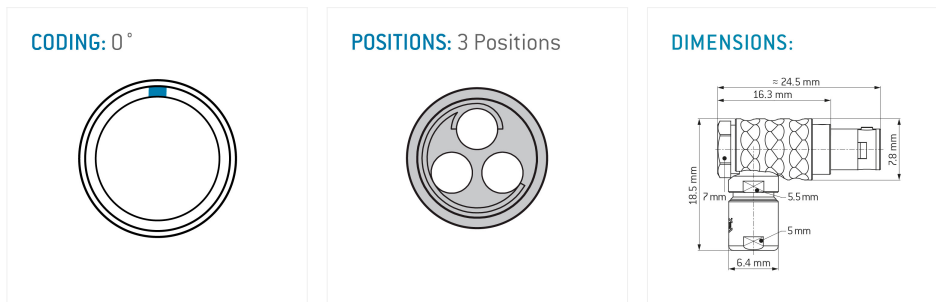 CODING: 0°
POSITIONS: 3 Positions
DIMENSIONS:
≈ 24.5 mm
16.3 mm
18.5 mm
7.8 mm
7 mm
5.5 mm
5 mm
6.4 mm